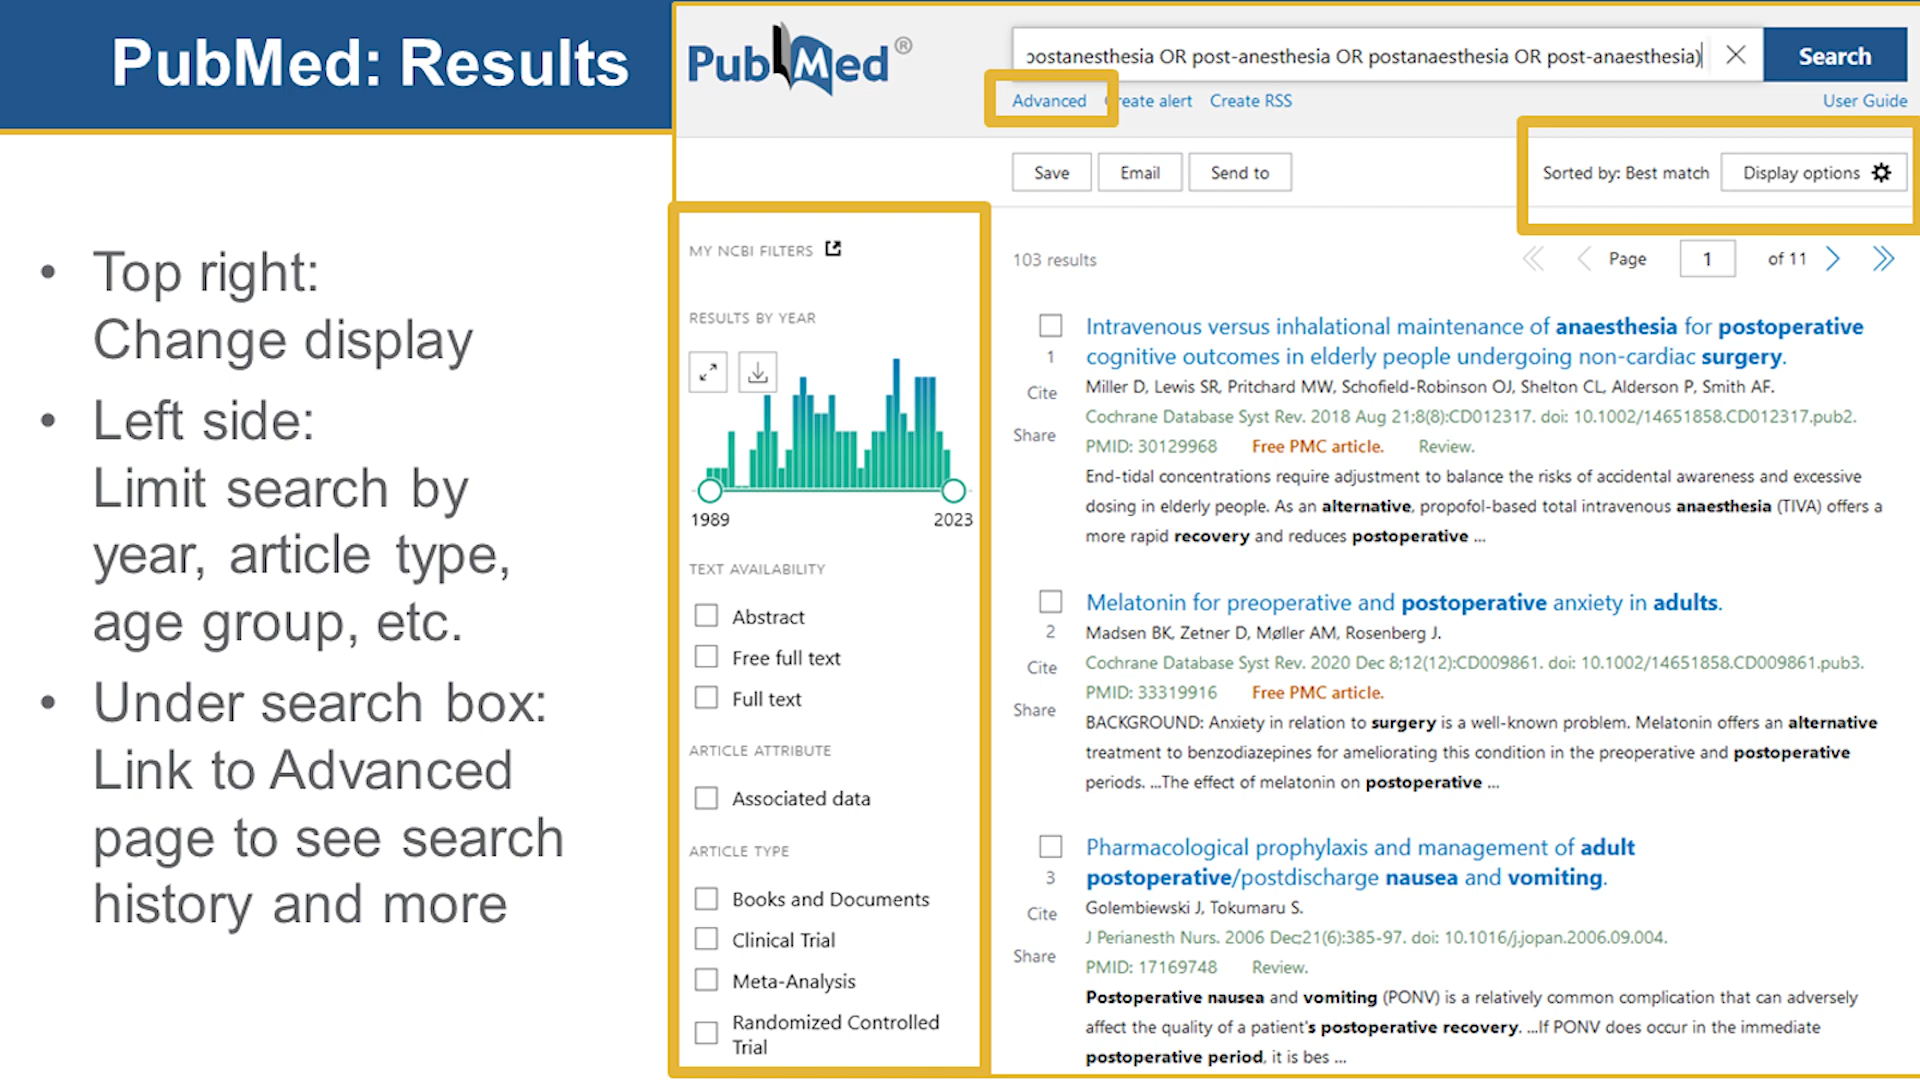 PubMed: Results
• Top right:
Change display
• Left side:
Limit search by
year, article type,
age group, etc.
• Under search box:
Link to Advanced
page to see search
history and more
PubMed®
postanesthesia OR post-anesthesia OR postanaesthesia OR post-anaesthesia)
Search
Advanced
reate alert
Create RSS
User Guide
Save
Email
Send to
Sorted by: Best match
Display options
MY NCBI FILTERS
RESULTS BY YEAR
1989
2023
TEXT AVAILABILITY
Abstract
Free full text
Full text
ARTICLE ATTRIBUTE
Associated data
ARTICLE TYPE
Books and Documents
Clinical Trial
Meta-Analysis
Randomized Controlled
Trial
103 results
Page 1 of 11
1
Cite
Share
Intravenous versus inhalational maintenance of anaesthesia for postoperative
cognitive outcomes in elderly people undergoing non-cardiac surgery.
Miller D, Lewis SR, Pritchard MW, Schofield-Robinson OJ, Shelton CL, Alderson P, Smith AF.
Cochrane Database Syst Rev. 2018 Aug 21;8(8):CD012317. doi: 10.1002/14651858.CD012317.pub2.
PMID: 30129968 Free PMC article. Review.
End-tidal concentrations require adjustment to balance the risks of accidental awareness and excessive
dosing in elderly people. As an alternative, propofol-based total intravenous anaesthesia (TIVA) offers a
more rapid recovery and reduces postoperative ...
2
Cite
Share
Melatonin for preoperative and postoperative anxiety in adults.
Madsen BK, Zetner D, Møller AM, Rosenberg J.
Cochrane Database Syst Rev. 2020 Dec 8;12(12):CD009861. doi: 10.1002/14651858.CD009861.pub3.
PMID: 33319916 Free PMC article.
BACKGROUND: Anxiety in relation to surgery is a well-known problem. Melatonin offers an alternative
treatment to benzodiazepines for ameliorating this condition in the preoperative and postoperative
periods. ...The effect of melatonin on postoperative ...
3
Cite
Share
Pharmacological prophylaxis and management of adult
postoperative/postdischarge nausea and vomiting.
Golembiewski J, Tokumaru S.
J Perianesth Nurs. 2006 Dec;21(6):385-97. doi: 10.1016/j.jopan.2006.09.004.
PMID: 17169748 Review.
Postoperative nausea and vomiting (PONV) is a relatively common complication that can adversely
affect the quality of a patient's postoperative recovery. ...If PONV does occur in the immediate
postoperative period, it is bes ...